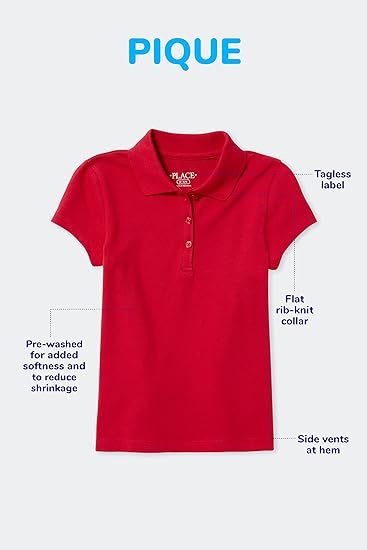 PIQUE
PLACE
Tagless
label
Flat
rib-knit
collar
Pre-washed
for added
softness and
to reduce
shrinkage
Side vents
at hem